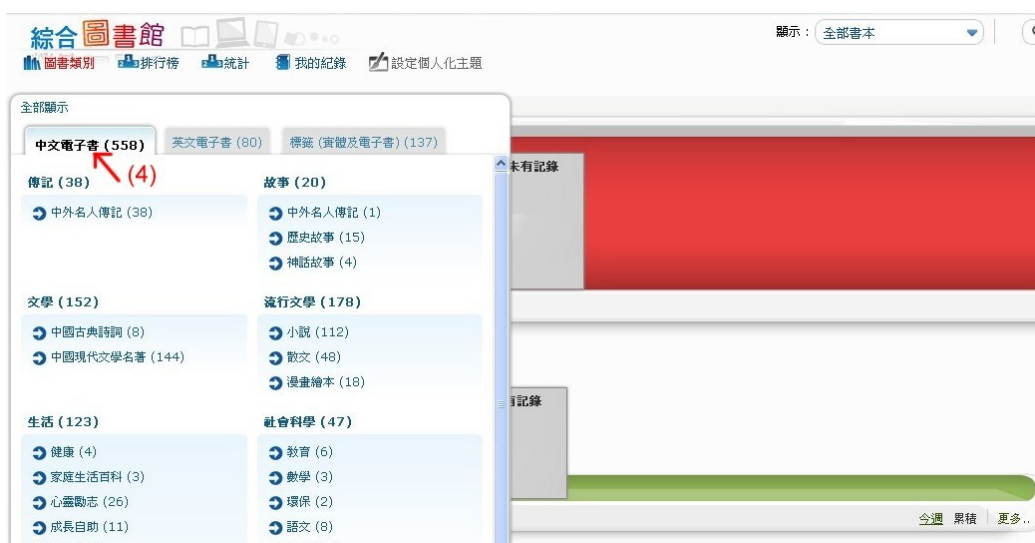 綜合圖書館
顯示： 全部書本
圖書類別 排行榜 統計 我的紀錄 設定個人化主題
全部顯示
中文電子書 (558) 英文電子書 (80) 標籤 (實體及電子書) (137)
(4)
未有記錄
傳記 (38) 故事 (20)
中外名人傳記 (38) 中外名人傳記 (1)
歷史故事 (15)
神話故事 (4)
文學 (152) 流行文學 (178)
中國古典詩詞 (8) 小說 (112)
中國現代文學名著 (144) 散文 (48)
漫畫繪本 (18)
有記錄
生活 (123) 社會科學 (47)
健康 (4) 教育 (6)
家庭生活百科 (3) 數學 (3)
心靈勵志 (26) 環保 (2)
成長自助 (11) 語文 (8)
今週 累積 更多..